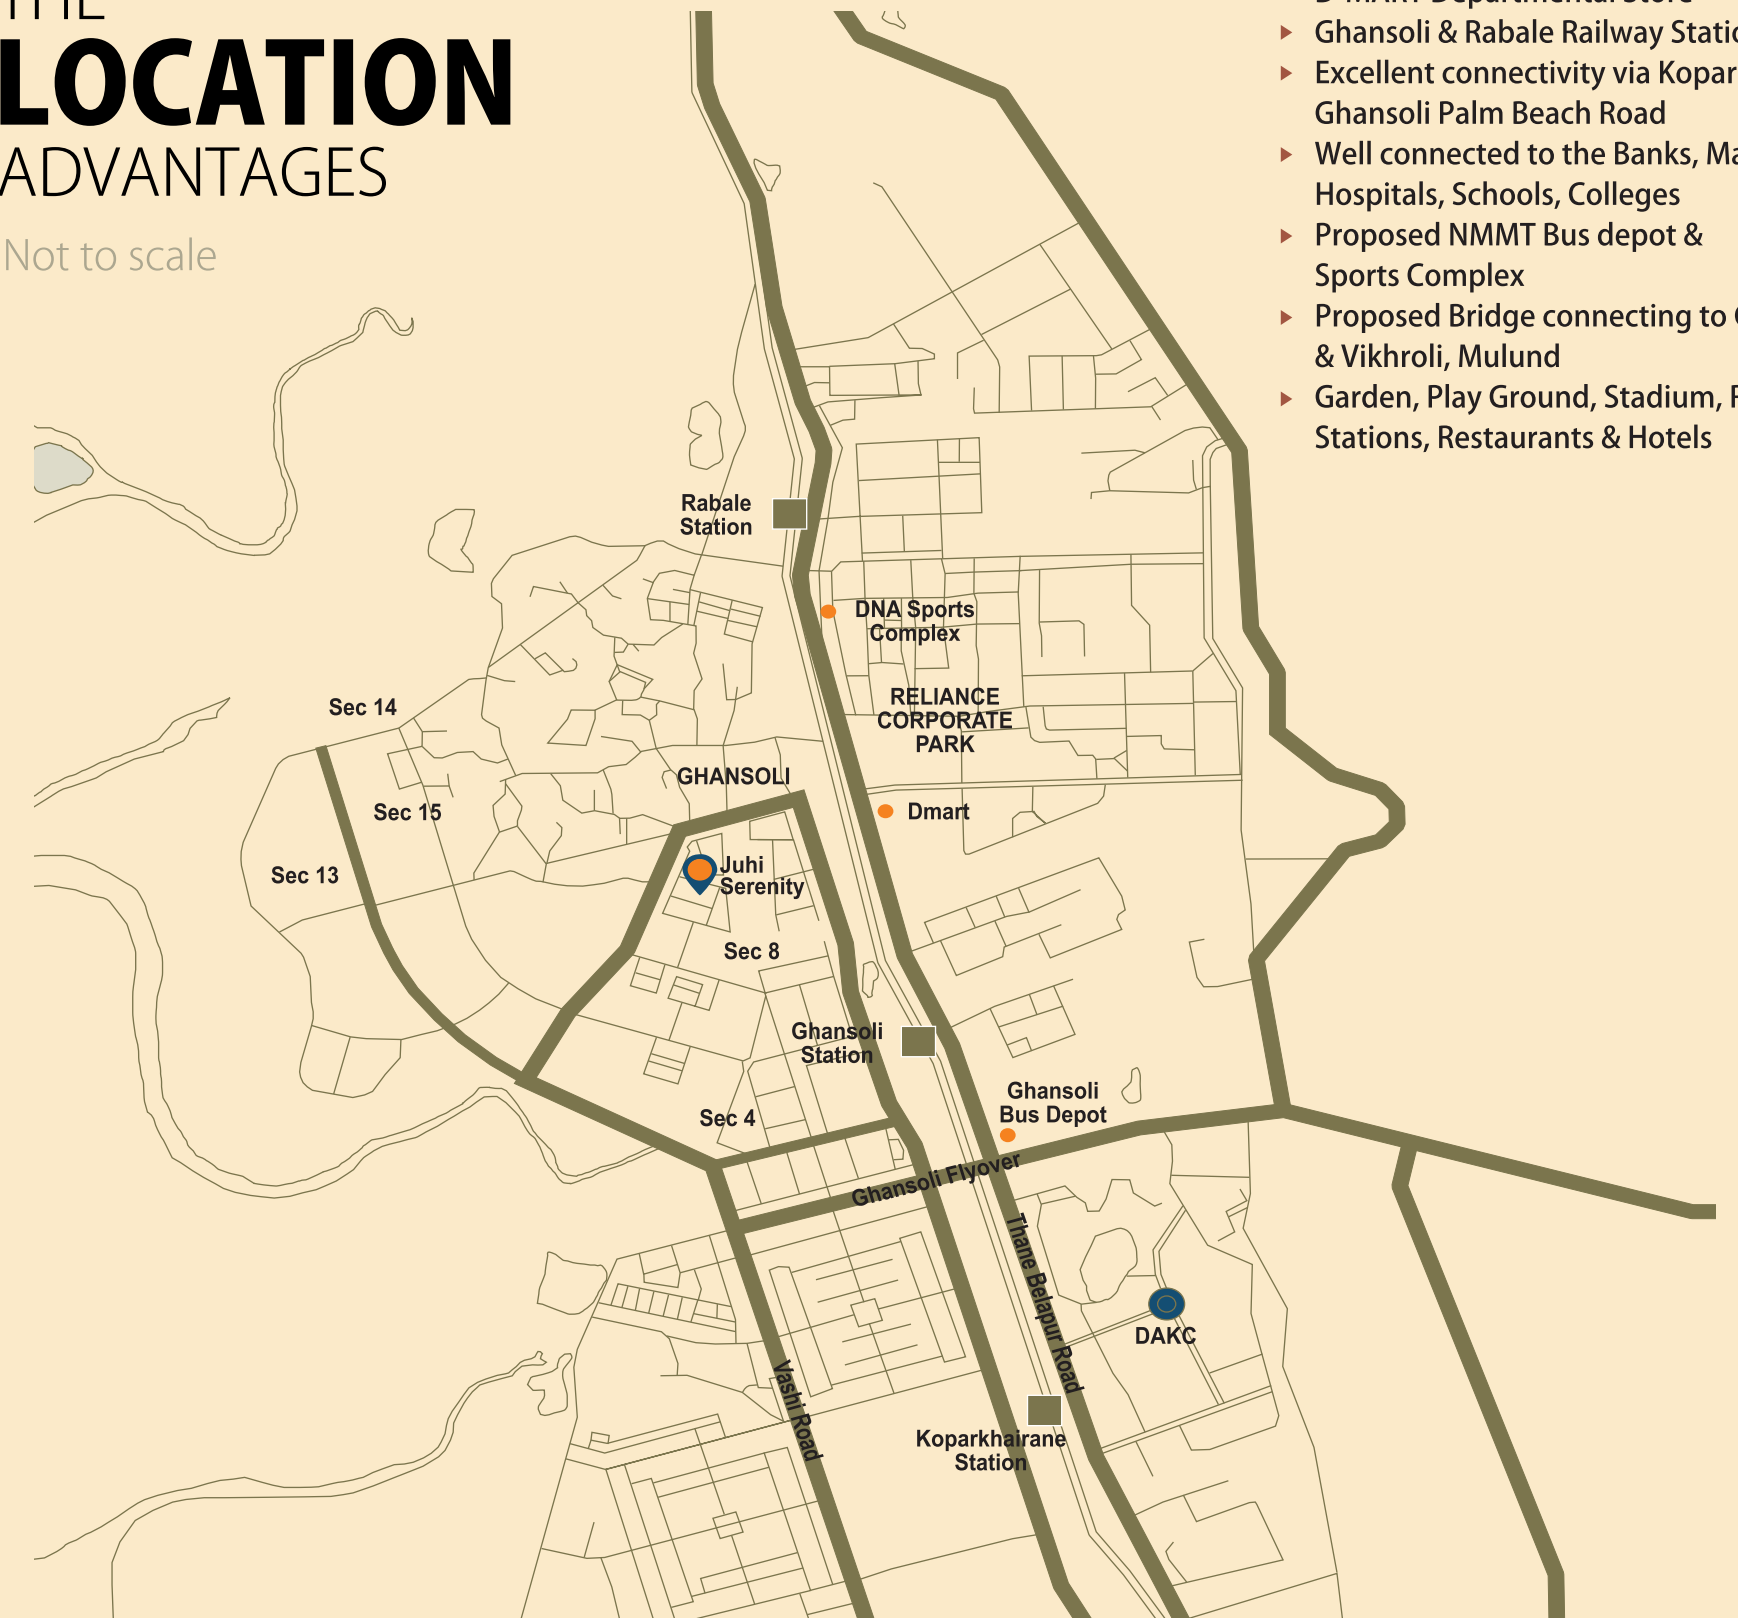 THE
LOCATION
ADVANTAGES
Not to scale
D-MART Departmental Store
Ghansoli & Rabale Railway
Excellent connectivity via
Ghansoli Palm Beach Road
Well connected to the Banks,
Hospitals, Schools, Colleges
Proposed NMMT Bus depot &
Sports Complex
Proposed Bridge connecting to
& Vikhroli, Mulund
Garden, Play Ground, Stadium,
Stations, Restaurants & Hotels
Rabale
Station
DNA Sports
Complex
RELIANCE
CORPORATE
PARK
Sec 14
GHANSOLI
Sec 15
Dmart
Sec 13
Juhi
Serenity
Sec 8
Ghansoli
Station
Ghansoli
Bus Depot
Sec 4
Ghansoli Flyover
Thane Belapur Road
DAKC
Vashi Road
Koparkhairane
Station